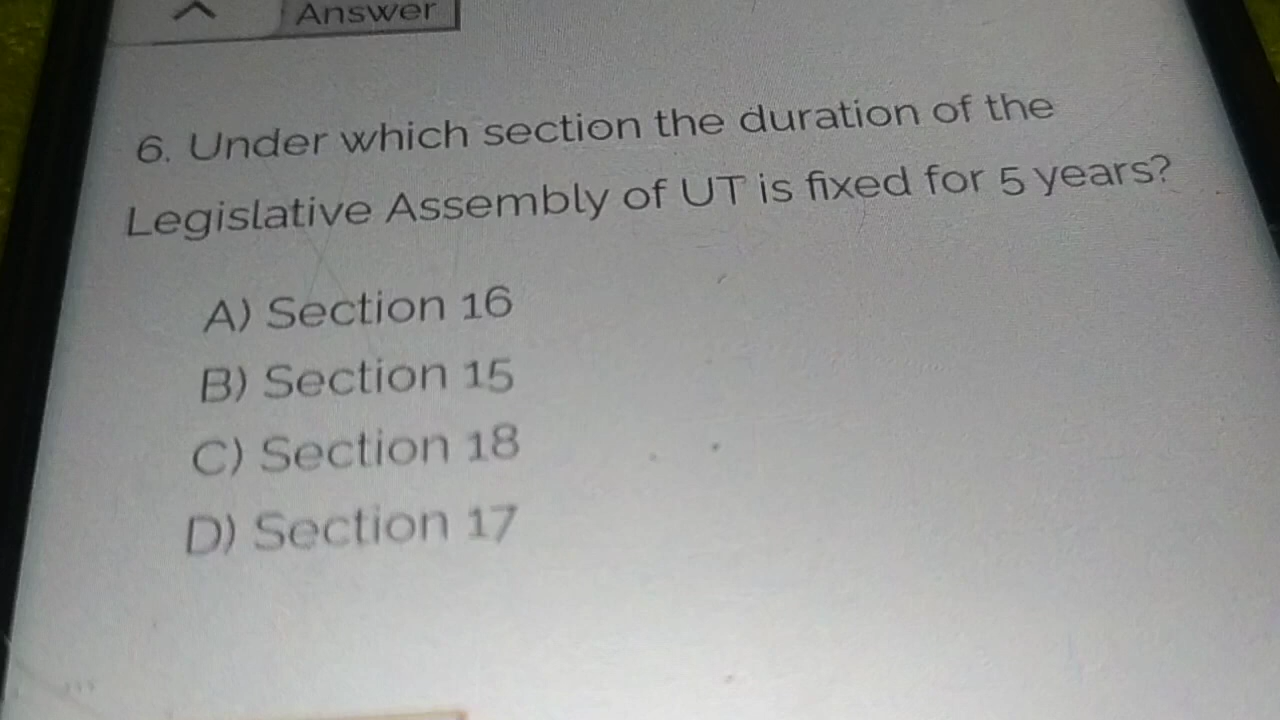 Answer
6. Under which section the duration of the
Legislative Assembly of UT is fixed for 5 years?
A) Section 16
B) Section 15
C) Section 18
D) Section 17